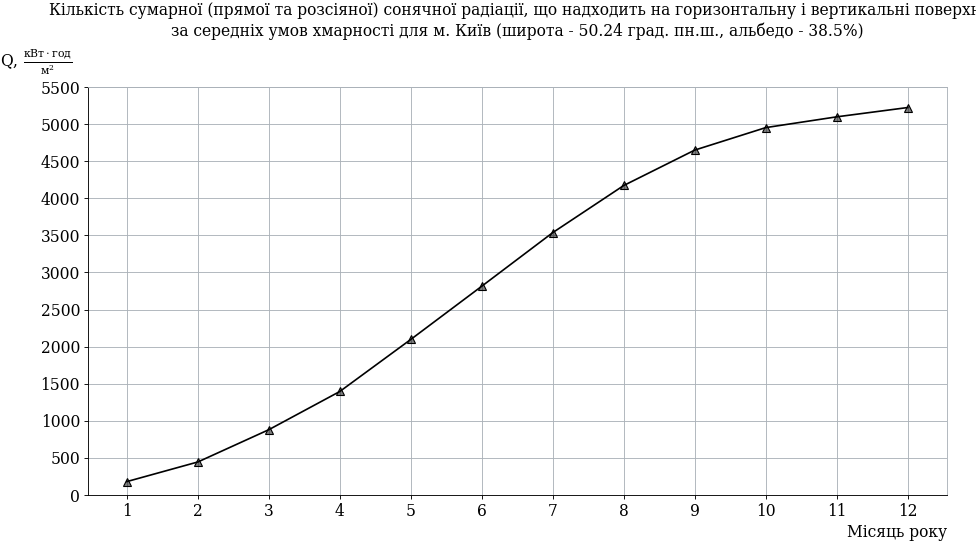 Кількість сумарної (прямої та розсіяної) сонячної радіації, що надходить на горизонтальну і вертикальні
за середніх умов хмарності для м. Київ (широта - 50.24 град. пн.ш., альбедо - 38.5%)
Q, кВт · год
м²
5500
5000
4500
4000
3500
3000
2500
2000
1500
1000
500
0
1 2 3 4 5 6 7 8 9 10 11 12
Місяць року